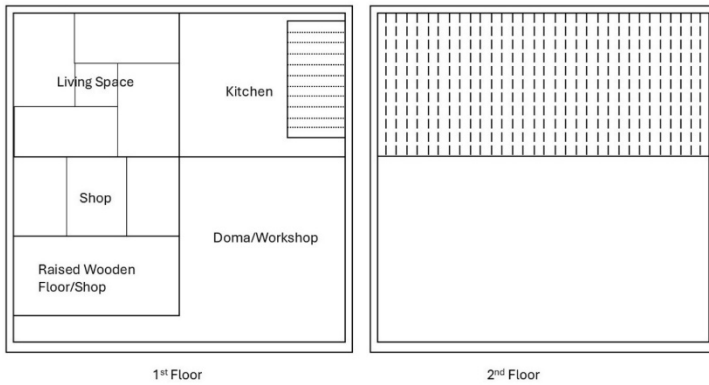 Living Space
Kitchen
Shop
Doma/Workshop
Raised Wooden
Floor/Shop
1st Floor
2nd Floor